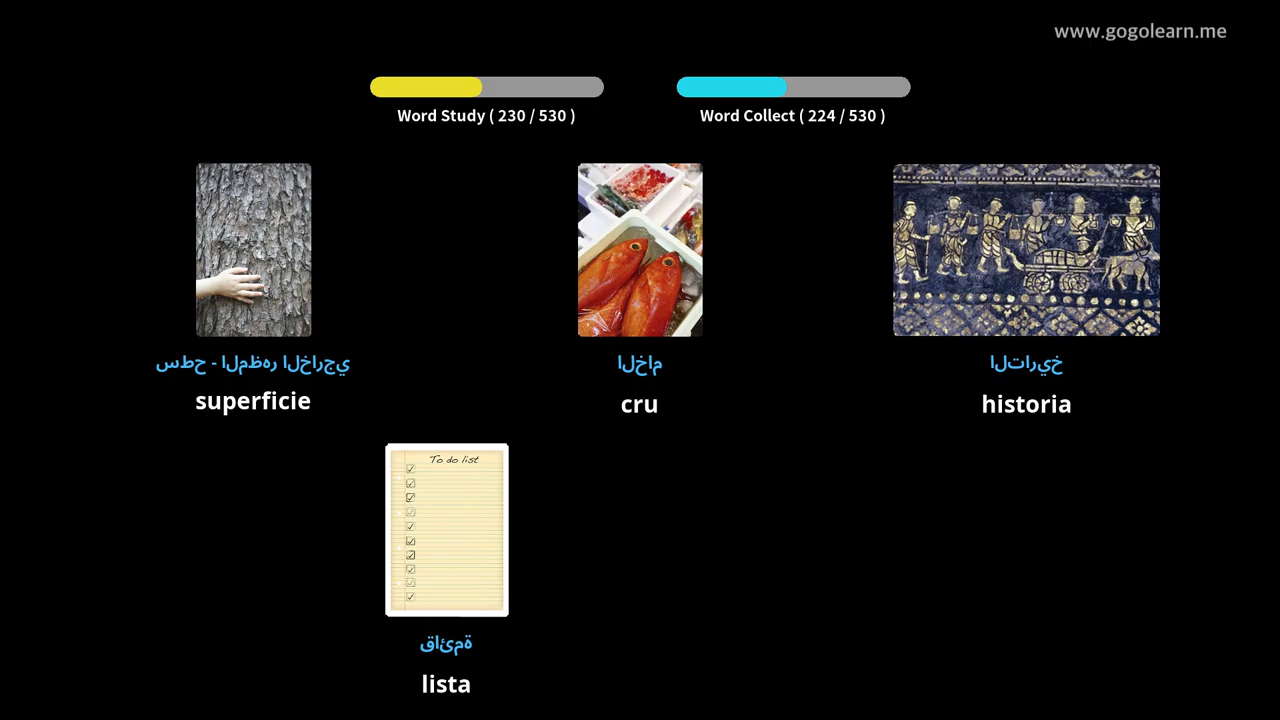 www.gogolearn.me
Word Study ( 230 / 530 )
Word Collect ( 224 / 530 )
سطح - المظهر الخارجي
superficie
الخام
cru
التاريخ
historia
To do list
قائمة
lista